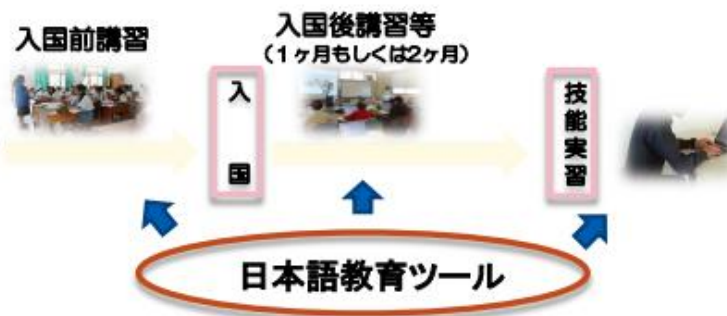 入国前講習
入国後講習等
（1ヶ月もしくは2ヶ月）
入国
技能実習
日本語教育ツール